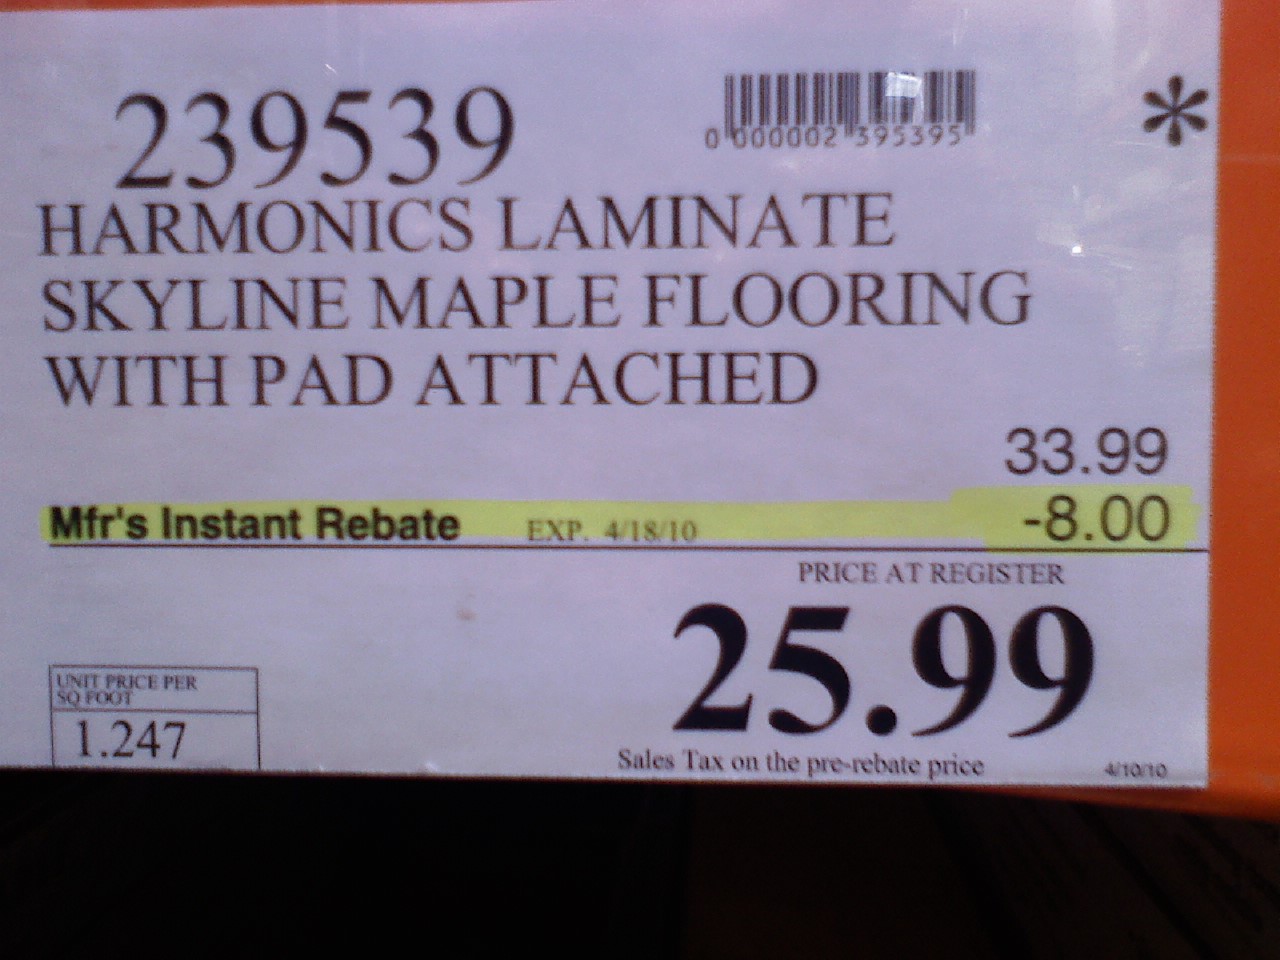 239539
0 000002 395395
*
HARMONICS LAMINATE
SKYLINE MAPLE FLOORING
WITH PAD ATTACHED
33.99
Mfr's Instant Rebate EXP. 4/18/10 -8.00
PRICE AT REGISTER
25.99
UNIT PRICE PER
SQ FOOT
1.247
Sales Tax on the pre-rebate price 4/10/10